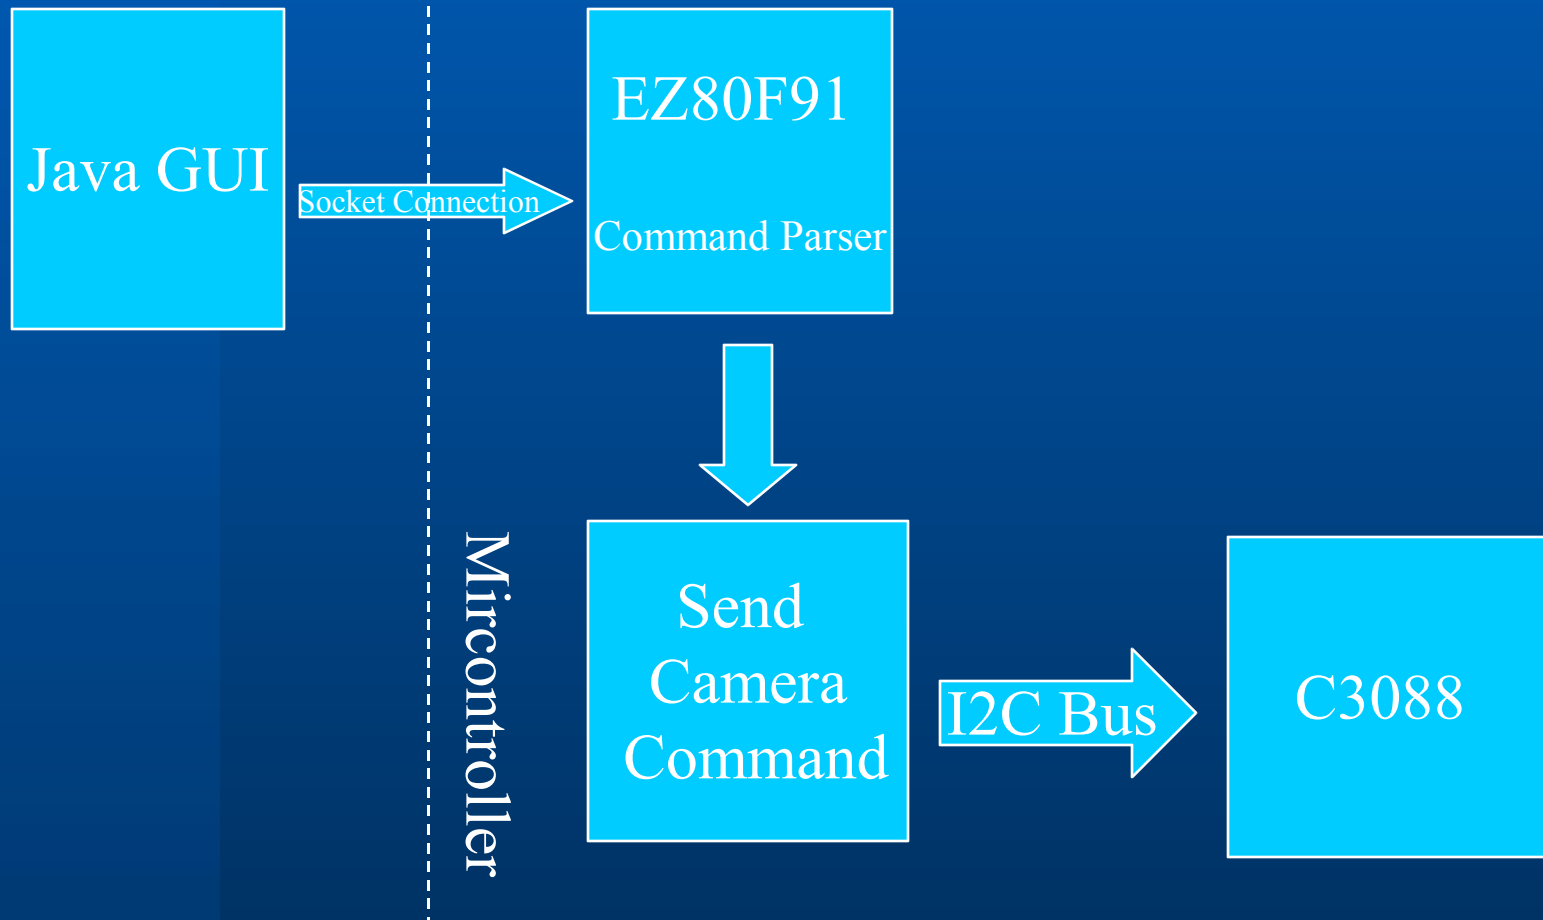 Java GUI
Socket Connection
EZ80F91
Command Parser
Mircontroller
Send
Camera
Command
I2C Bus
C3088